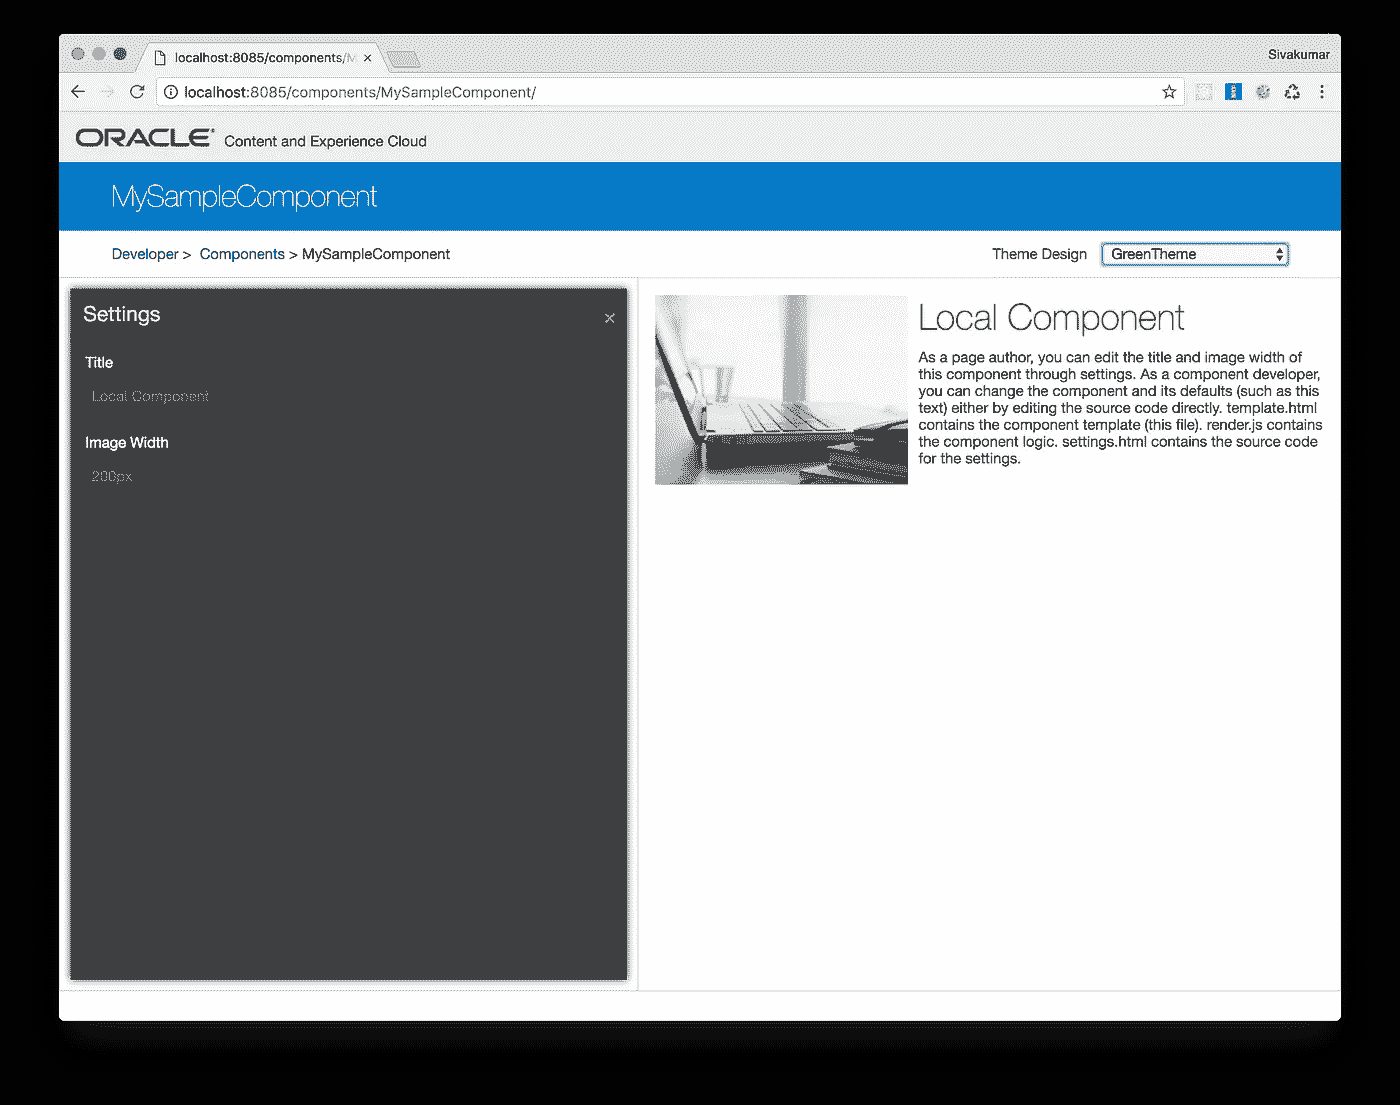 localhost:8085/components/M
Sivakumar
localhost:8085/components/MySampleComponent/
ORACLE Content and Experience Cloud
MySampleComponent
Developer > Components > MySampleComponent
Theme Design GreenTheme
Settings
Title
Local Component
Image Width
200px
Local Component
As a page author, you can edit the title and image width of
this component through settings. As a component developer,
you can change the component and its defaults (such as this
text) either by editing the source code directly. template.html
contains the component template (this file). render.js contains
the component logic. settings.html contains the source code
for the settings.